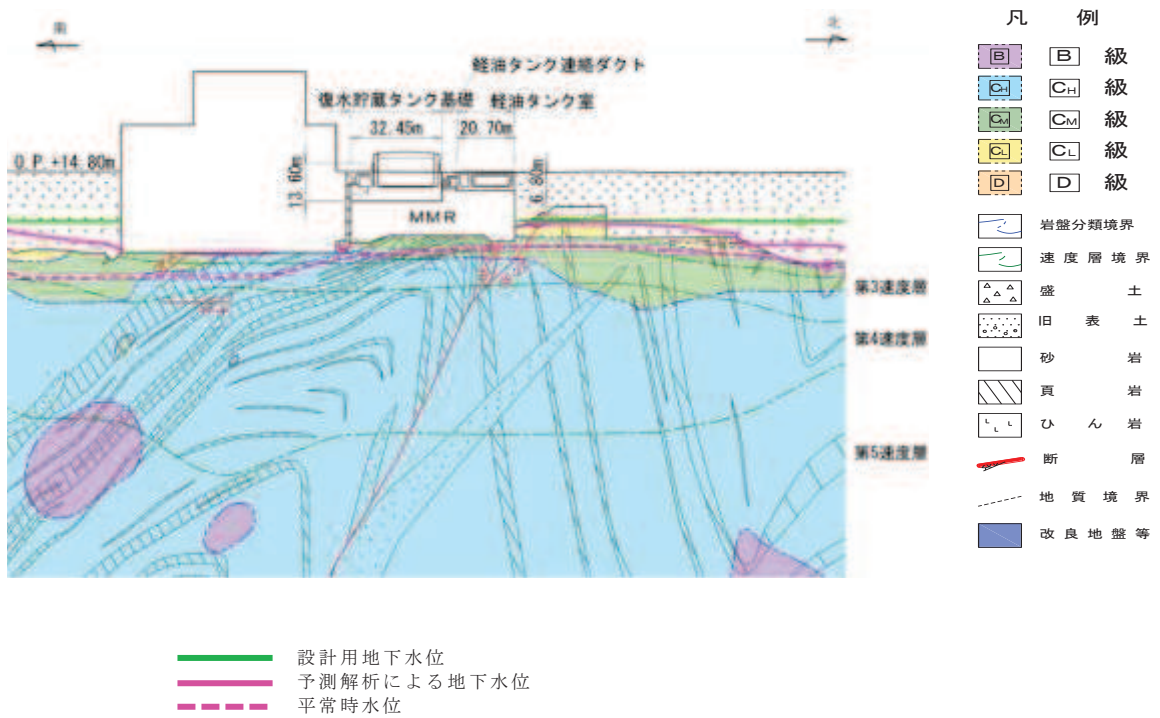 南
北
軽油タンク連絡ダクト
復水貯蔵タンク基礎 軽油タンク室
32.45m 20.70m
O.P.+14.80m
13.60m
6.80m
MMR
第3速度層
第4速度層
第5速度層
凡 例
B B 級
CH CH 級
CM CM 級
CL CL 級
D D 級
岩盤分類境界
速度層境界
盛土
旧表土
砂岩
頁岩
ひん岩
断層
地質境界
改良地盤等
設計用地下水位
予測解析による地下水位
平常時水位